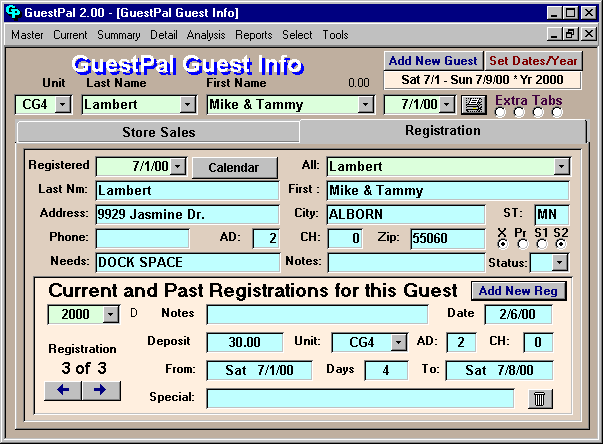 GP GuestPal 2.00 - [GuestPal Guest Info]
Master Current Summary Detail Analysis Reports Select Tools
GuestPal Guest Info Add New Guest Set Dates/Year
Unit Last Name First Name 0.00 Sat 7/1 - Sun 7/9/00 * Yr 2000
CG4 Lambert Mike & Tammy 7/1/00 Extra Tabs
Store Sales Registration
Registered 7/1/00 Calendar All: Lambert
Last Nm: Lambert First : Mike & Tammy
Address: 9929 Jasmine Dr. City: ALBORN ST: MN
Phone: AD: 2 CH: 0 Zip: 55060 X Pr S1 S2
Needs: DOCK SPACE Notes: Status:
Current and Past Registrations for this Guest Add New Reg
2000 D Notes Date 2/6/00
Deposit 30.00 Unit: CG4 AD: 2 CH: 0
Registration
3 of 3 From: Sat 7/1/00 Days 4 To: Sat 7/8/00
Special: